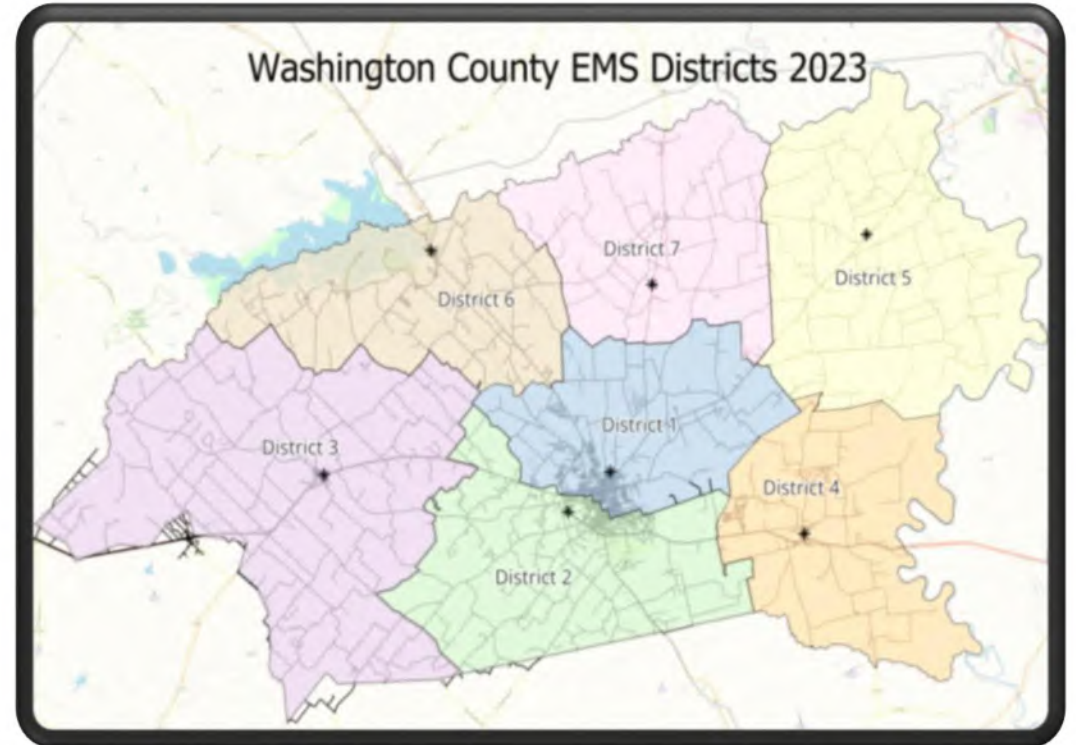 Washington County EMS Districts 2023
District 7
District 5
District 6
District 1
District 3
District 4
District 2